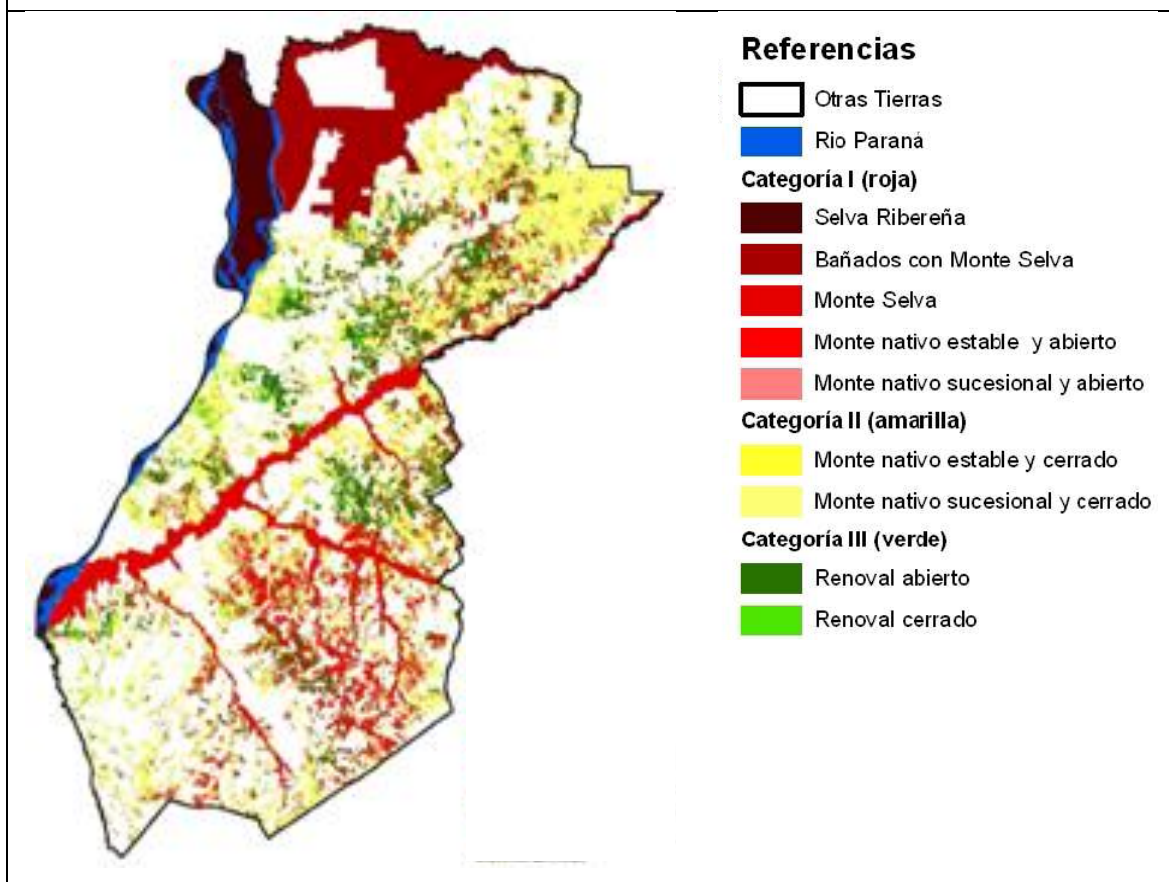 Referencias
Otras Tierras
Rio Paraná
Categoría I (roja)
Selva Ribereña
Bañados con Monte Selva
Monte Selva
Monte nativo estable y abierto
Monte nativo sucesional y abierto
Categoría II (amarilla)
Monte nativo estable y cerrado
Monte nativo sucesional y cerrado
Categoría III (verde)
Renoval abierto
Renoval cerrado